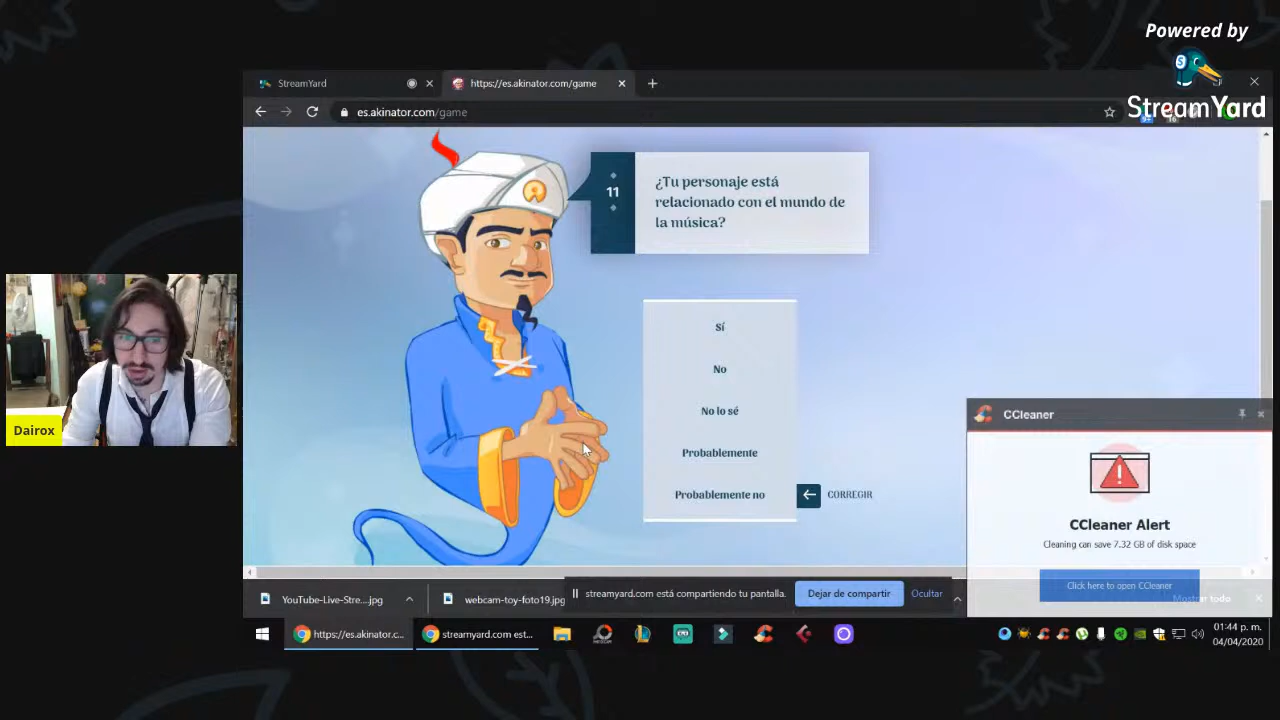 Powered by
StreamYard
StreamYard
https://es.akinator.com/game
es.akinator.com/game
11
¿Tu personaje está
relacionado con el mundo de
la música?
Sí
No
No lo sé
Probablemente
Probablemente no
CORREGIR
Dairox
CCleaner
CCleaner Alert
Cleaning can save 7.32 GB of disk space
Click here to open CCleaner
Mostrar todo
YouTube-Live-Stre....jpg
webcam-toy-foto19.jpg
streamyard.com está compartiendo tu pantalla.
Dejar de compartir
Ocultar
https://es.akinator.c...
streamyard.com est...
01:44 p. m.
04/04/2020